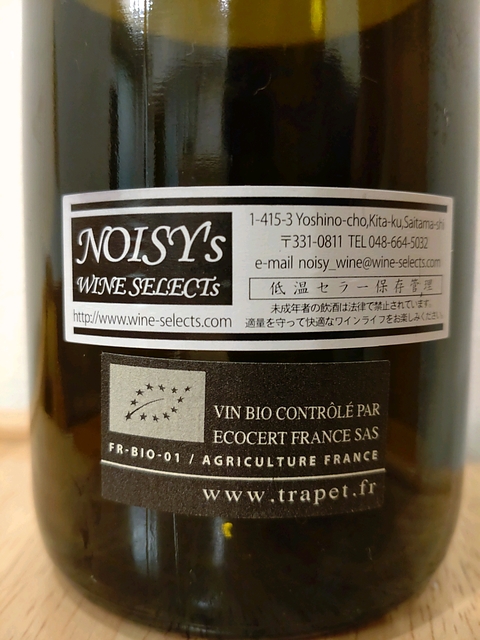 NOISY's
WINE SELECTs
http://www.wine-selects.com
1-415-3 Yoshino-cho,Kita-ku,Saitama-shi
〒331-0811 TEL 048-664-5032
e-mail noisy_wine@wine-selects.com
低温セラー保存管理
未成年者の飲酒は法律で禁止されています。
適量を守って快適なワインライフをお楽しみください。
VIN BIO CONTRÔLÉ PAR
ECOCERT FRANCE SAS
FR-BIO-01 / AGRICULTURE FRANCE
www.trapet.fr